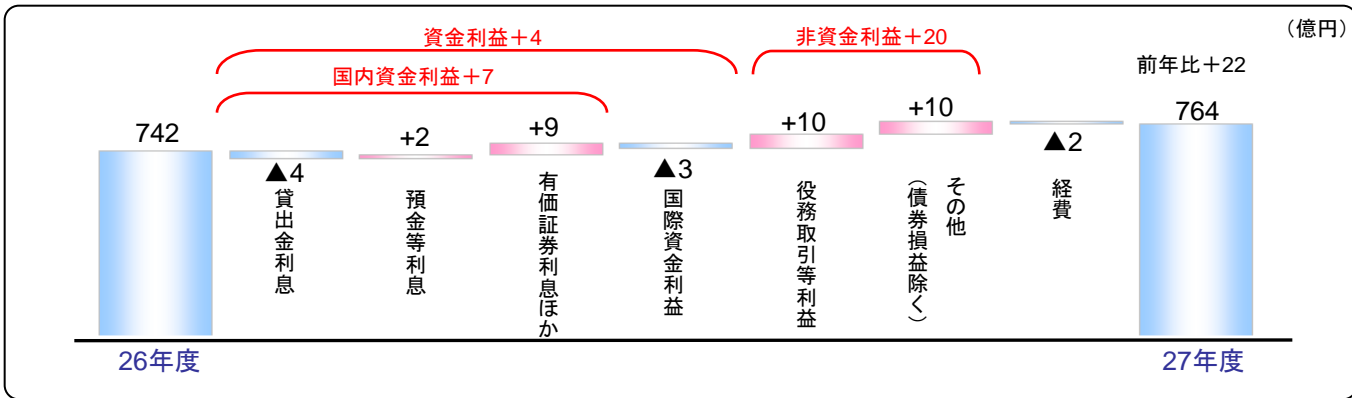 （億円）
資金利益＋4
非資金利益＋20
国内資金利益＋7
前年比＋22
742
▲4
+2
+9
▲3
+10
+10
▲2
764
貸出金利息
預金等利息
有価証券利息ほか
国際資金利益
役務取引等利益
その他
（債券損益除く）
経費
26年度
27年度